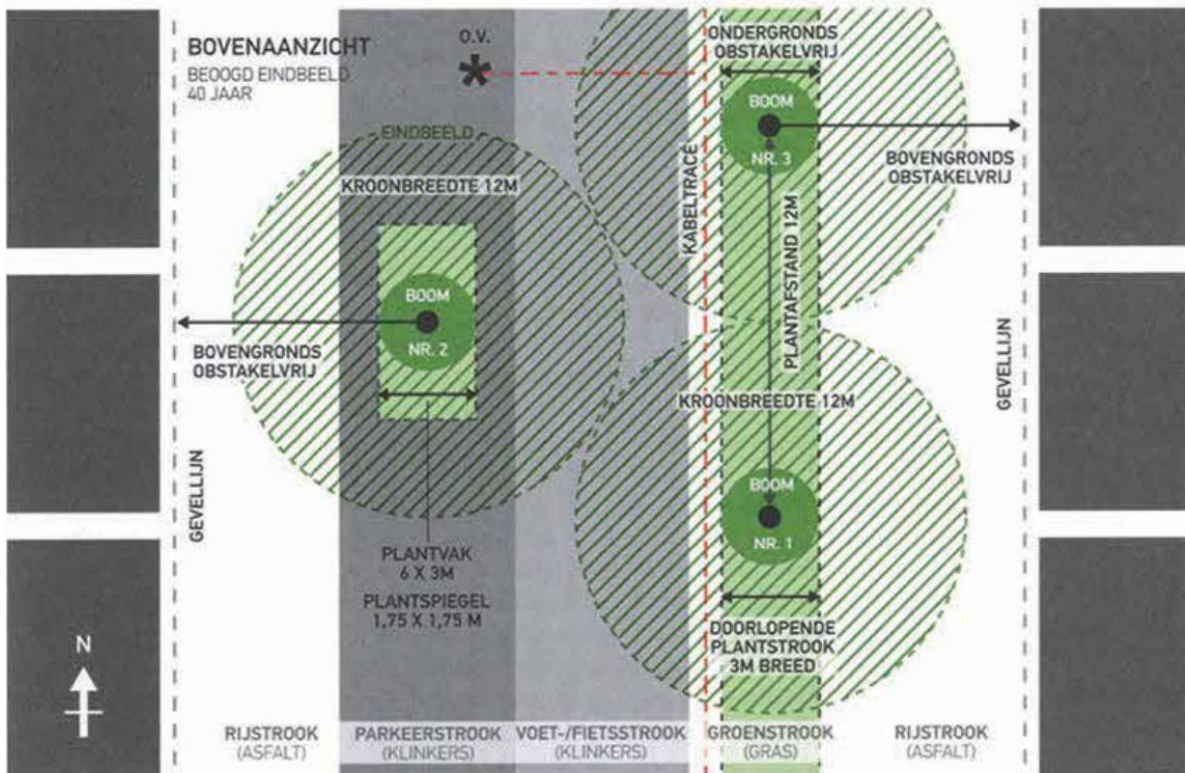 BOVENAANZICHT
BEOOGD EINDBEELD
40 JAAR
O.V.
ONDERGRONDS
OBSTAKELVRIJ
EINDBEELD
KROONBREEDTE 12M
BOOM
NR. 3
BOVENGRONDS
OBSTAKELVRIJ
KABELTRACE
PLANTAFSTAND 12M
BOOM
NR. 2
BOVENGRONDS
OBSTAKELVRIJ
GEVELLIJN
KROONBREEDTE 12M
GEVELLIJN
BOOM
NR. 1
PLANTVAK
6 X 3M
PLANTSPIEGEL
1,75 X 1,75 M
DOORLOPENDE
PLANTSTROOK
3M BREED
N
RIJSTROOK
(ASFALT)
PARKEERSTROOK
(KLINKERS)
VOET-/FIETSSTROOK
(KLINKERS)
GROENSTROOK
(GRAS)
RIJSTROOK
(ASFALT)